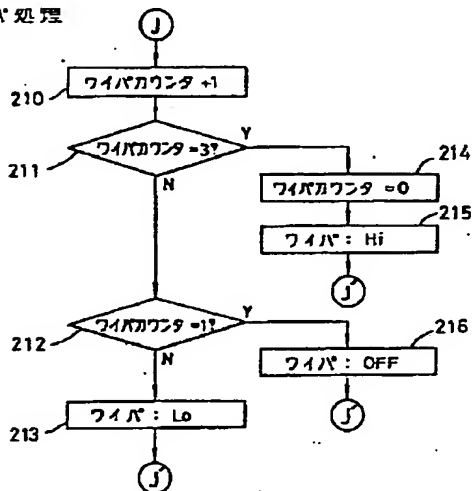 パ処理
J
ワイパカウンタ +1
210
ワイパカウンタ =3?
Y
211
N
214
ワイパカウンタ =0
215
ワイパ : Hi
J'
ワイパカウンタ =1?
Y
212
N
216
ワイパ : OFF
J'
ワイパ : Lo
213
J'